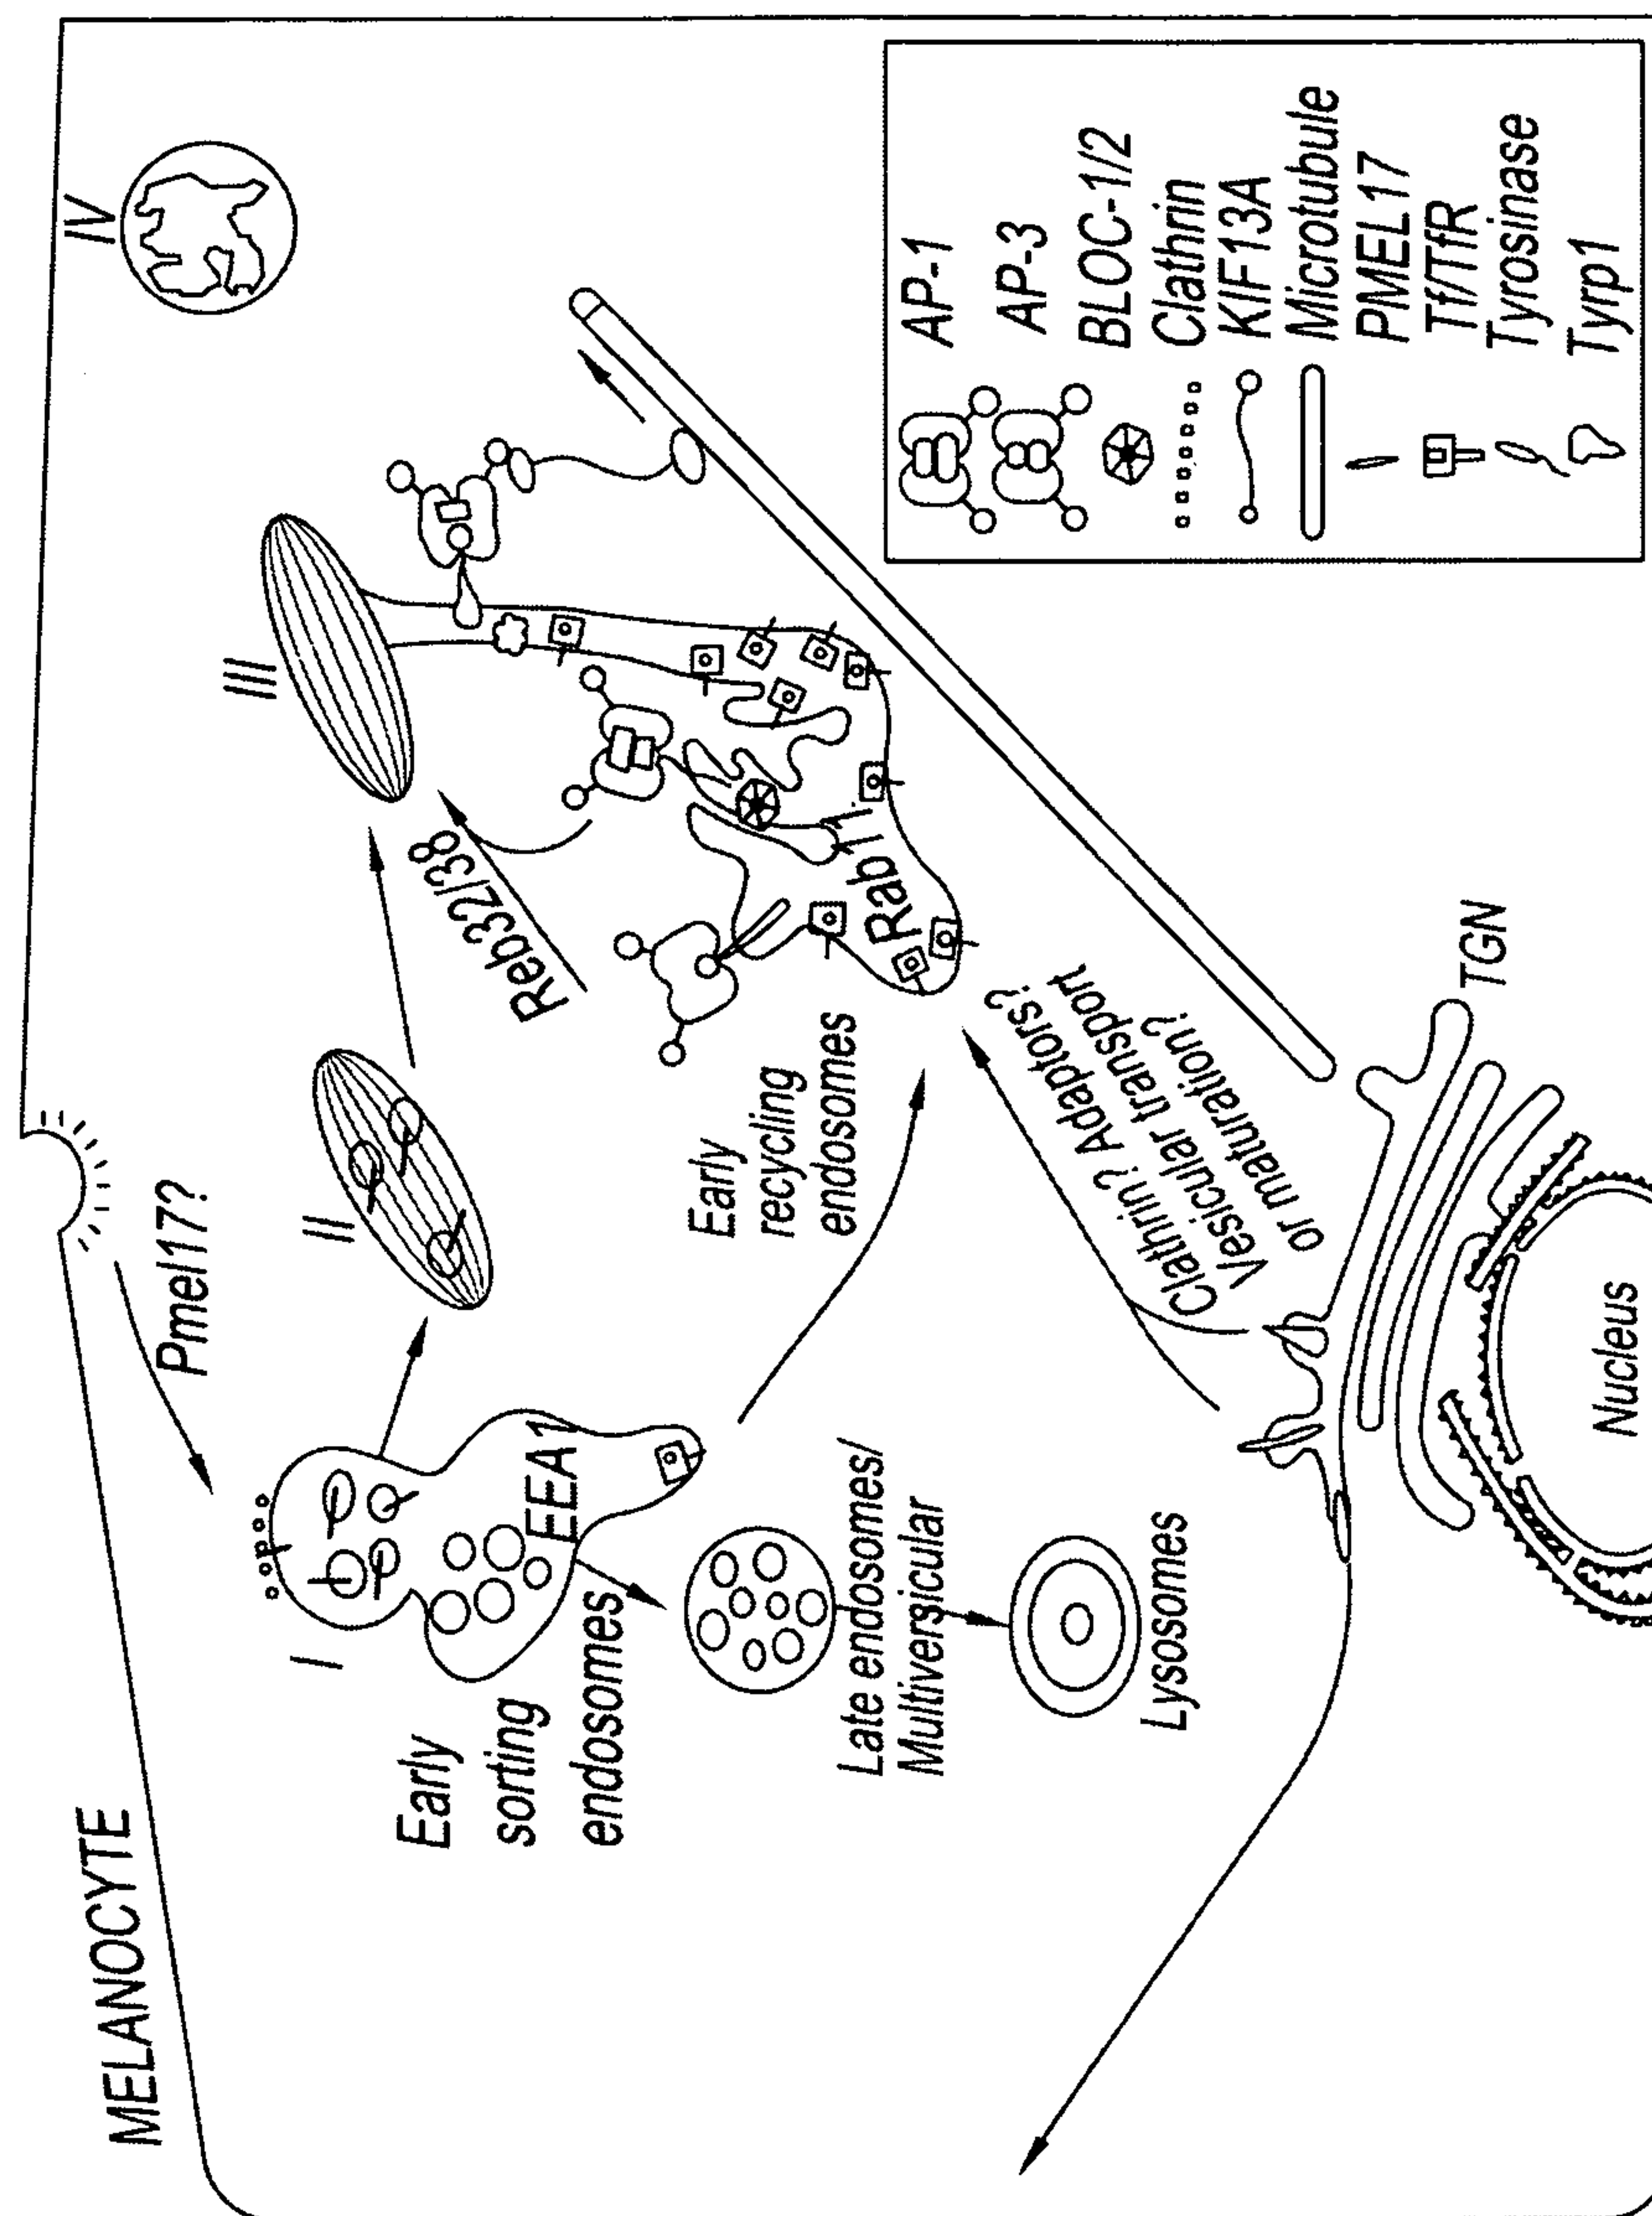 MELANOCYTE
Pmel17?
I
II
III
IV
Early
sorting
endosomes
EEA1
Late endosomes/
Multiversicular
Lysosomes
Early
recycling
endosomes
Reb32/38
Rab11
Clathrin? Adaptors?
Vesicular transport
or maturation?
TGN
Nucleus
AP-1
AP-3
BLOC-1/2
Clathrin
KIF13A
Microtubule
PMEL17
Tf/TfR
Tyrosinase
Tyrp1